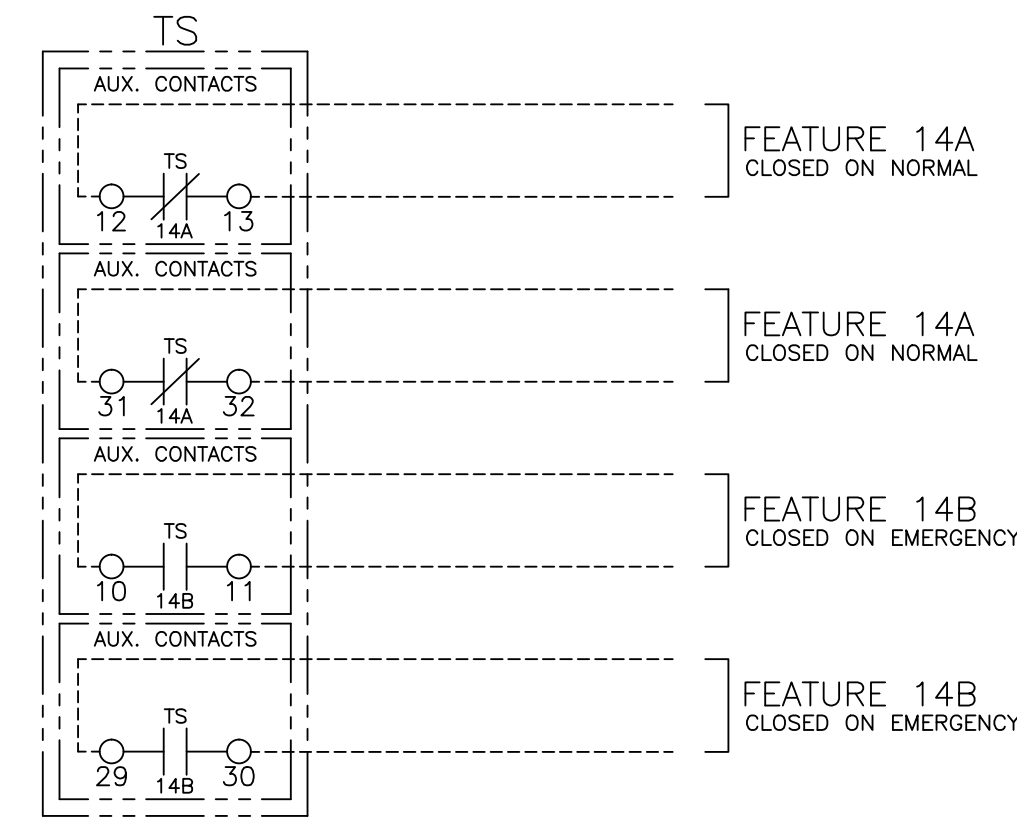 TS
AUX. CONTACTS
TS
12 13
14A
FEATURE 14A
CLOSED ON NORMAL
AUX. CONTACTS
TS
31 32
14A
FEATURE 14A
CLOSED ON NORMAL
AUX. CONTACTS
TS
10 11
14B
FEATURE 14B
CLOSED ON EMERGENCY
AUX. CONTACTS
TS
29 30
14B
FEATURE 14B
CLOSED ON EMERGENCY